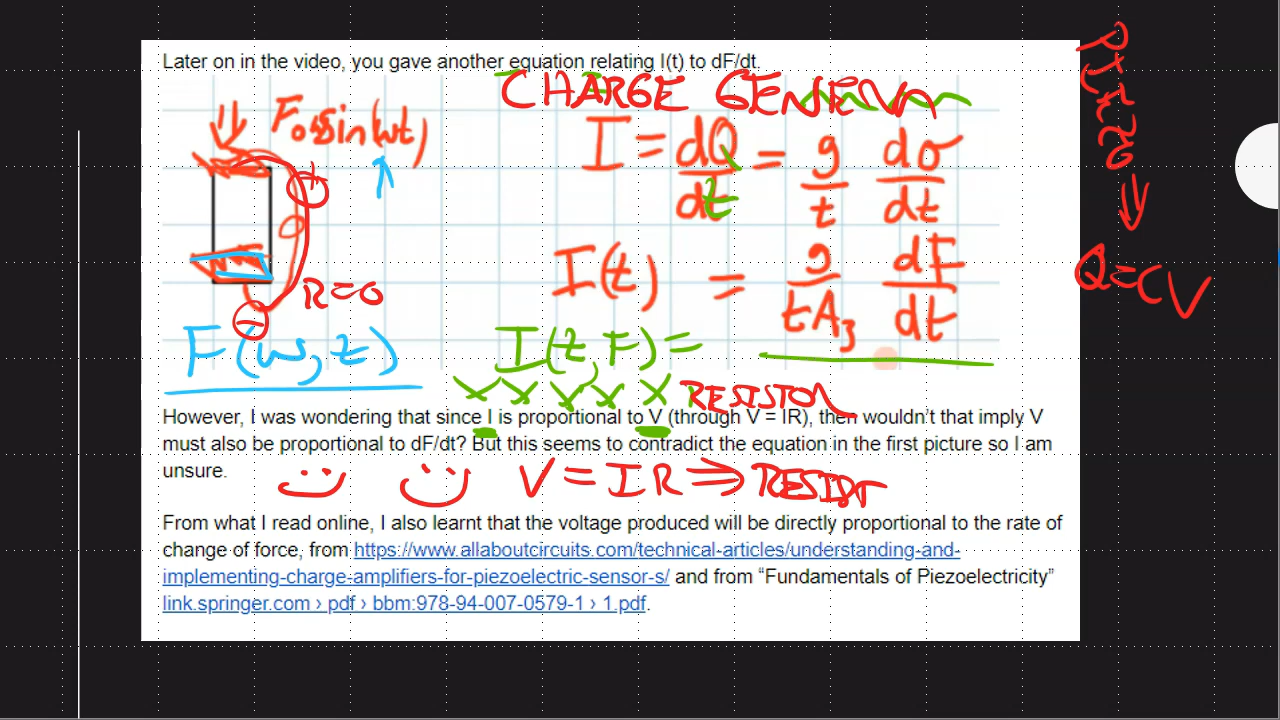 Later on in the video, you gave another equation relating I(t) to dF/dt.
CHARGE
F₀ sin(ωt)
I = dQ/dt = g/t dσ/dt
I(t) = g/(tA₃) dF/dt
R=0
F(ω,t)
I(t,F)=
RESISTOR
However, I was wondering that since I is proportional to V (through V = IR), then wouldn't that imply V
must also be proportional to dF/dt? But this seems to contradict the equation in the first picture so I am
unsure.
V = IR ⇒
From what I read online, I also learnt that the voltage produced will be directly proportional to the rate of
change of force, from https://www.allaboutcircuits.com/technical-articles/understanding-and-
implementing-charge-amplifiers-for-piezoelectric-sensor-s/ and from “Fundamentals of Piezoelectricity”
link.springer.com › pdf › bbm:978-94-007-0579-1 › 1.pdf.
Q=CV